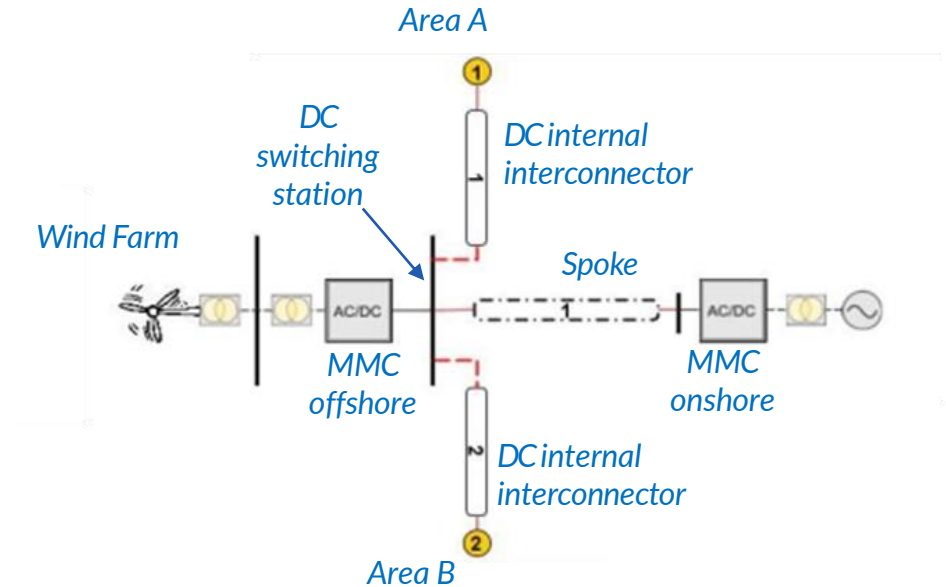 Area A
1
DC
switching
station
DC internal
interconnector
1
Wind Farm
Spoke
AC/DC
1
AC/DC
MMC
offshore
MMC
onshore
2
DC internal
interconnector
2
Area B